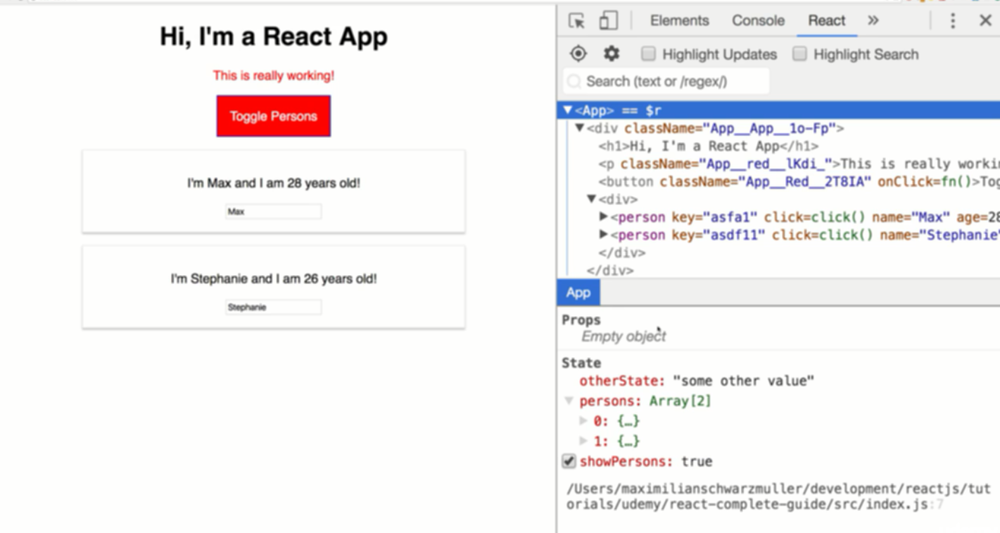 Hi, I'm a React App
This is really working!
Toggle Persons
I'm Max and I am 28 years old!
Max
I'm Stephanie and I am 26 years old!
Stephanie
Elements Console React »
Highlight Updates Highlight Search
Search (text or /regex/)
▼<App> == $r
▼<div className="App__App__1o-Fp">
<h1>Hi, I'm a React App</h1>
<p className="App__red__lKdi_">This is really workin
<button className="App__Red__2T8IA" onClick=fn()>Tog
▼<div>
▶<person key="asfa1" click=click() name="Max" age=28
▶<person key="asdf11" click=click() name="Stephanie"
</div>
</div>
App
Props
Empty object
State
otherState: "some other value"
▼ persons: Array[2]
▶ 0: {…}
▶ 1: {…}
showPersons: true
/Users/maximilianschwarzmuller/development/reactjs/tut
orials/udemy/react-complete-guide/src/index.js:7